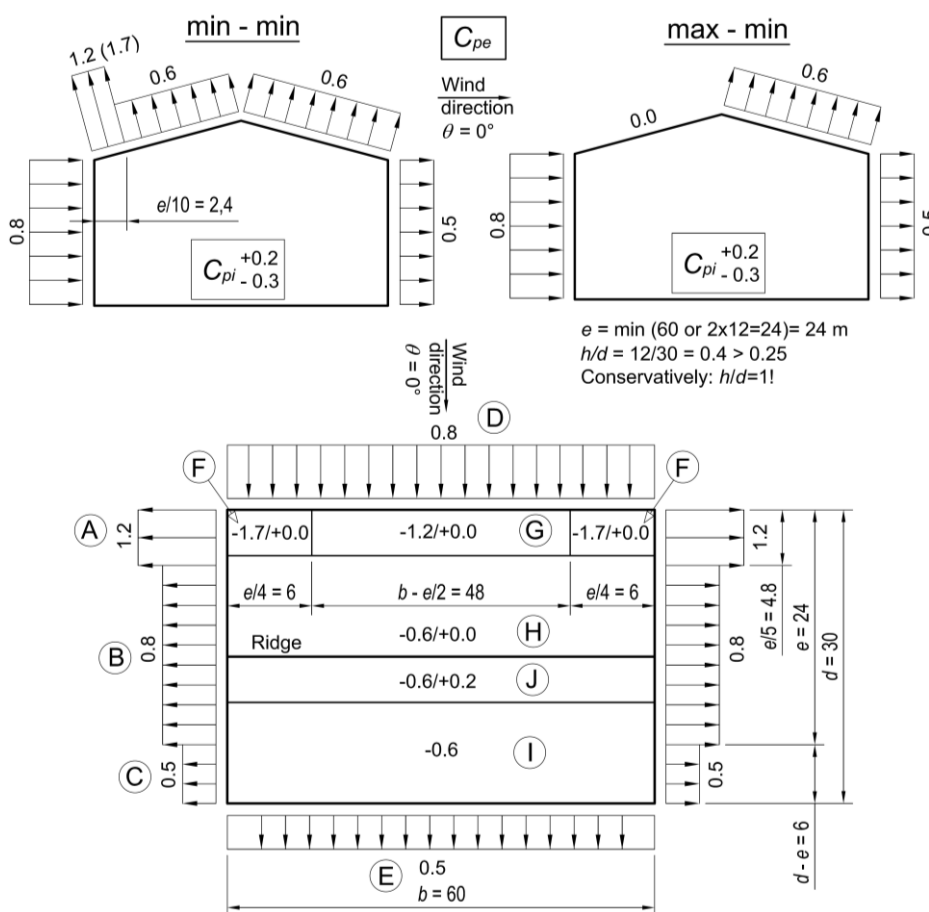 min - min
Cpe
max - min
1.2 (1.7)
0.6
Wind
direction
θ = 0°
0.0
0.6
0.8
e/10 = 2,4
0.5
Cpi +0.2 - 0.3
0.8
Cpi +0.2 - 0.3
0.5
e = min (60 or 2x12=24)= 24 m
h/d = 12/30 = 0.4 > 0.25
Conservatively: h/d=1!
Wind
direction
θ = 0°
D
0.8
F
F
A
1.2
-1.7/+0.0
-1.2/+0.0
G
-1.7/+0.0
1.2
e/5 = 4.8
e/4 = 6
b - e/2 = 48
e/4 = 6
e = 24
d = 30
Ridge
-0.6/+0.0
H
B
0.8
-0.6/+0.2
J
0.8
-0.6
I
C
0.5
0.5
d - e = 6
E
0.5
b = 60